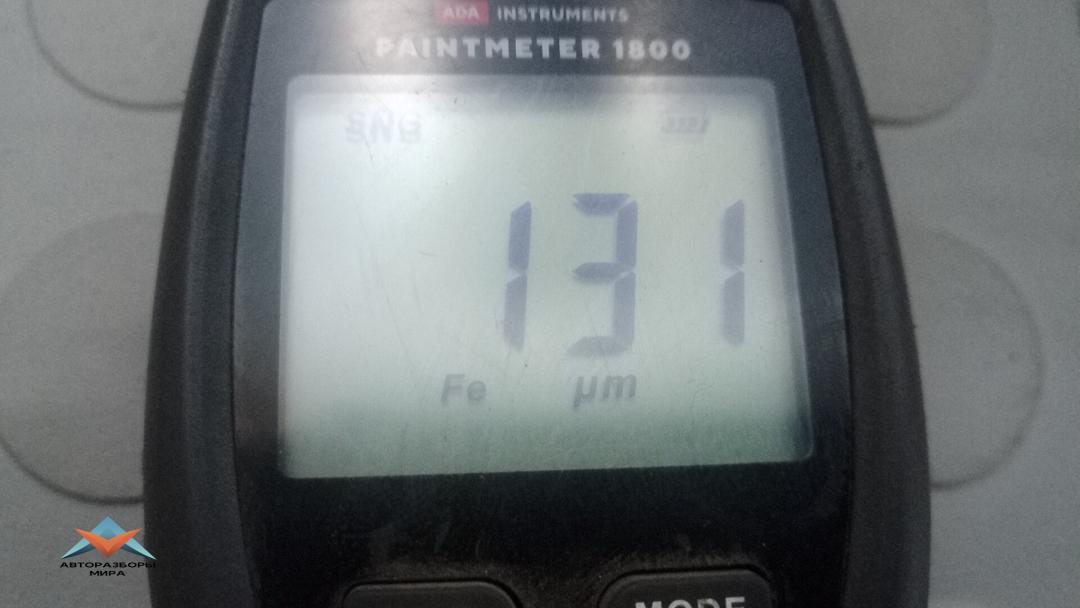 ADA INSTRUMENTS
PAINTMETER 1800
SNG
131
Fe µm
MODE
АВТОРАЗБОРЫ
МИРА